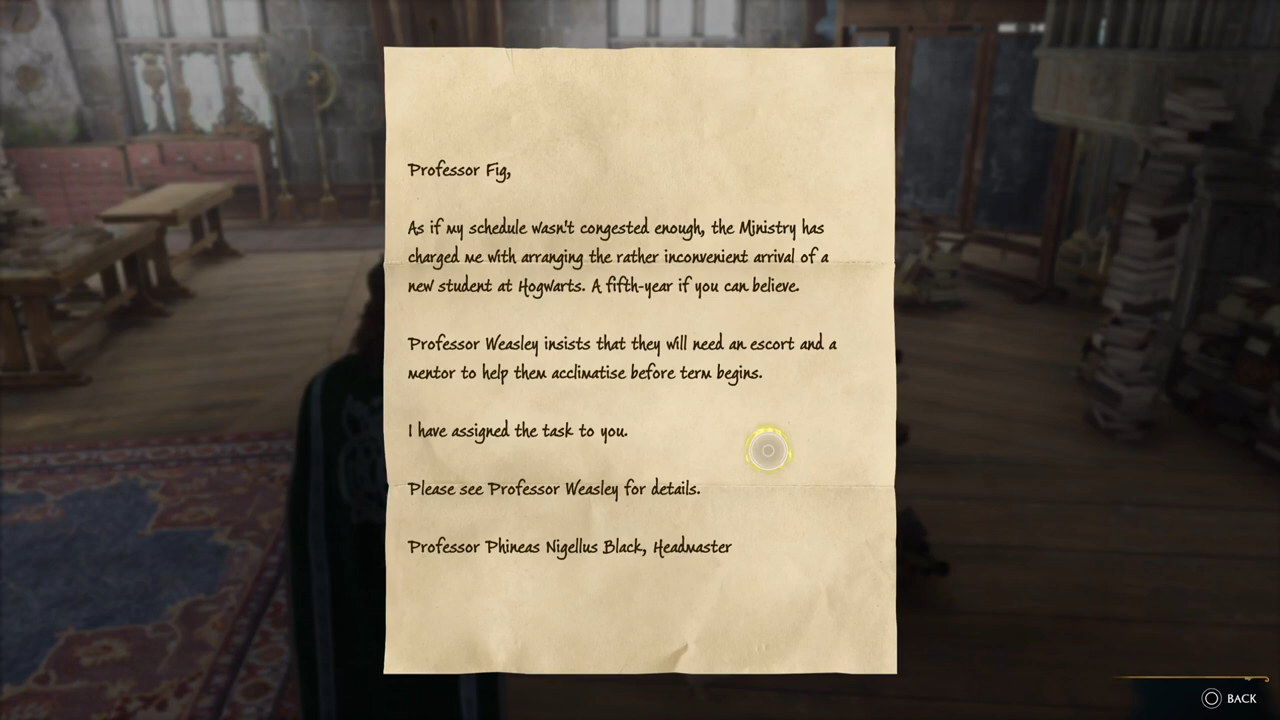 Professor Fig,
As if my schedule wasn't congested enough, the Ministry has
charged me with arranging the rather inconvenient arrival of a
new student at Hogwarts. A fifth-year if you can believe.
Professor Weasley insists that they will need an escort and a
mentor to help them acclimatise before term begins.
I have assigned the task to you.
Please see Professor Weasley for details.
Professor Phineas Nigellus Black, Headmaster
BACK